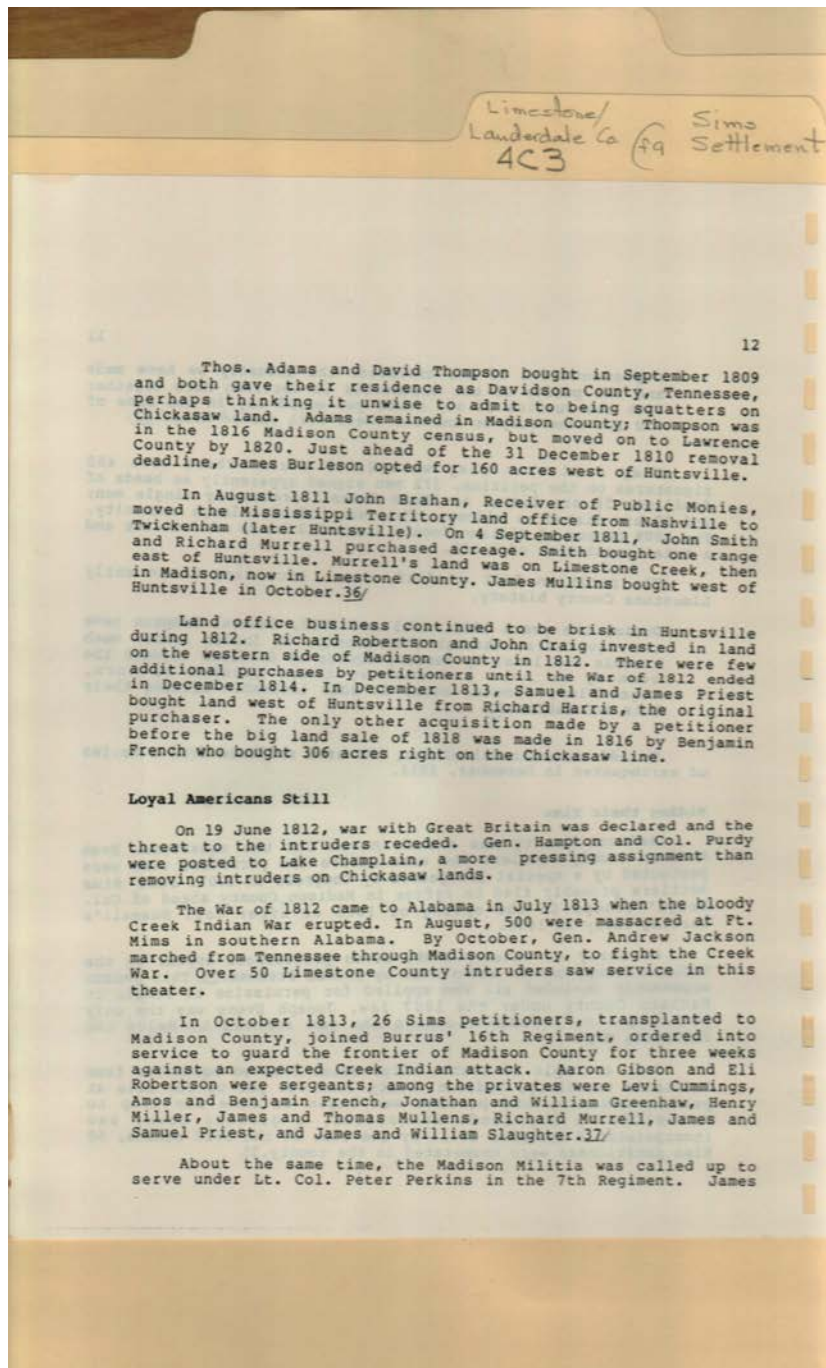 Limestone/
Lauderdale Co
4C3
fq
Sims
Settlement
12
Thos. Adams and David Thompson bought in September 1809
and both gave their residence as Davidson County, Tennessee,
perhaps thinking it unwise to admit to being squatters on
Chickasaw land. Adams remained in Madison County; Thompson was
in the 1816 Madison County census, but moved on to Lawrence
County by 1820. Just ahead of the 31 December 1810 removal
deadline, James Burleson opted for 160 acres west of Huntsville.
In August 1811 John Brahan, Receiver of Public Monies,
moved the Mississippi Territory land office from Nashville to
Twickenham (later Huntsville). On 4 September 1811, John Smith
and Richard Murrell purchased acreage. Smith bought one range
east of Huntsville. Murrell's land was on Limestone Creek, then
in Madison, now in Limestone County. James Mullins bought west of
Huntsville in October.36/
Land office business continued to be brisk in Huntsville
during 1812. Richard Robertson and John Craig invested in land
on the western side of Madison County in 1812. There were few
additional purchases by petitioners until the War of 1812 ended
in December 1814. In December 1813, Samuel and James Priest
bought land west of Huntsville from Richard Harris, the original
purchaser. The only other acquisition made by a petitioner
before the big land sale of 1818 was made in 1816 by Benjamin
French who bought 306 acres right on the Chickasaw line.
Loyal Americans Still
On 19 June 1812, war with Great Britain was declared and the
threat to the intruders receded. Gen. Hampton and Col. Purdy
were posted to Lake Champlain, a more pressing assignment than
removing intruders on Chickasaw lands.
The War of 1812 came to Alabama in July 1813 when the bloody
Creek Indian War erupted. In August, 500 were massacred at Ft.
Mims in southern Alabama. By October, Gen. Andrew Jackson
marched from Tennessee through Madison County, to fight the Creek
War. Over 50 Limestone County intruders saw service in this
theater.
In October 1813, 26 Sims petitioners, transplanted to
Madison County, joined Burrus' 16th Regiment, ordered into
service to guard the frontier of Madison County for three weeks
against an expected Creek Indian attack. Aaron Gibson and Eli
Robertson were sergeants; among the privates were Levi Cummings,
Amos and Benjamin French, Jonathan and William Greenhaw, Henry
Miller, James and Thomas Mullens, Richard Murrell, James and
Samuel Priest, and James and William Slaughter.37/
About the same time, the Madison Militia was called up to
serve under Lt. Col. Peter Perkins in the 7th Regiment. James